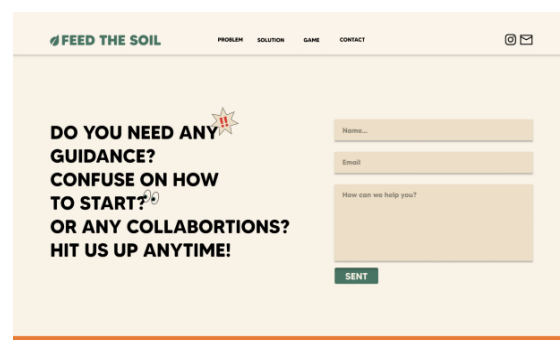 FEED THE SOIL
PROBLEM SOLUTION GAME CONTACT
DO YOU NEED ANY!!
GUIDANCE?
CONFUSE ON HOW
TO START?
OR ANY COLLABORTIONS?
HIT US UP ANYTIME!
Name...
Email
How can we help you?
SENT